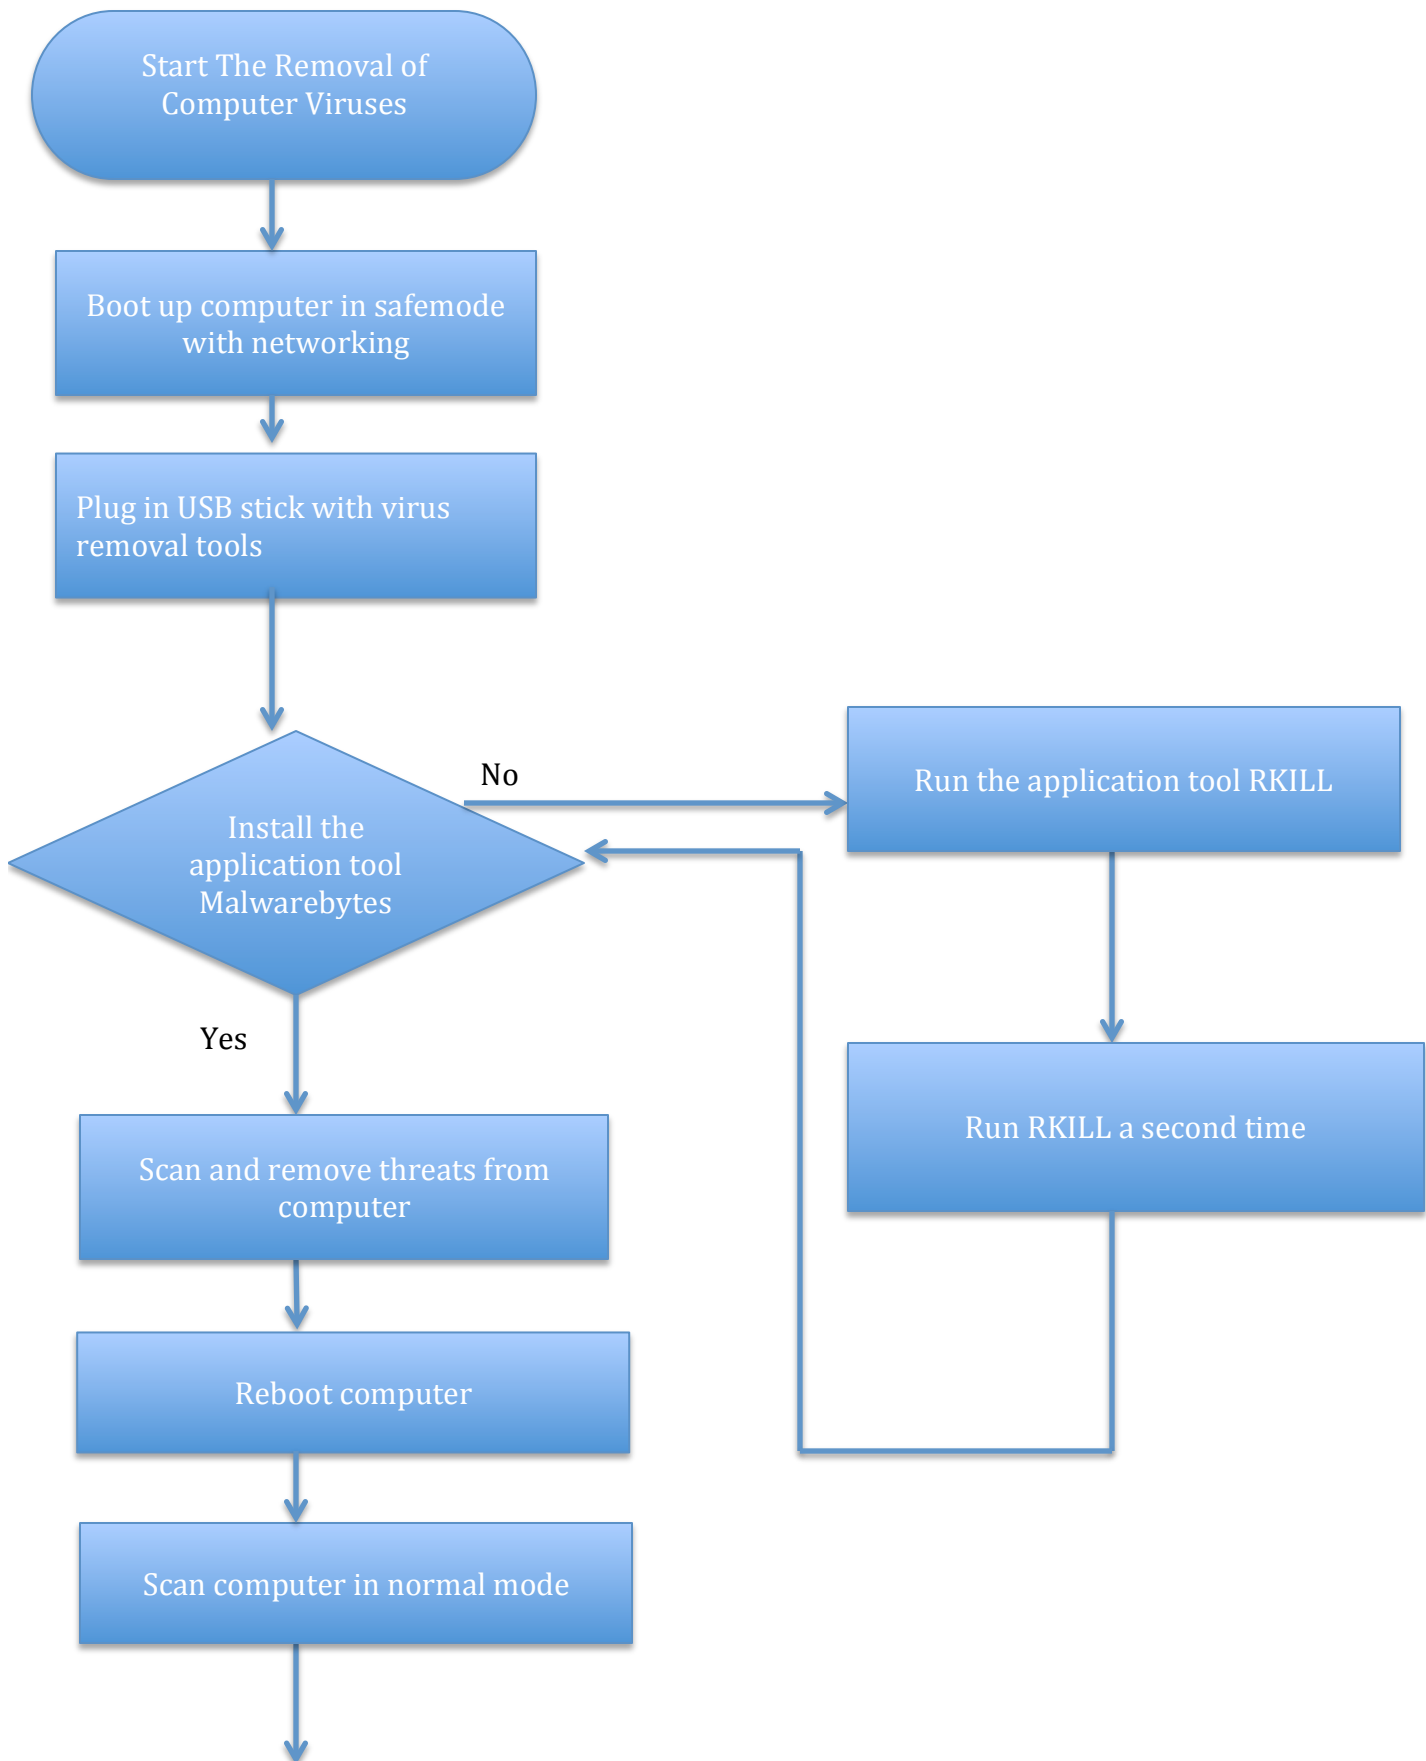 Start The Removal of
Computer Viruses
Boot up computer in safemode
with networking
Plug in USB stick with virus
removal tools
No
Run the application tool RKILL
Install the
application tool
Malwarebytes
Yes
Run RKILL a second time
Scan and remove threats from
computer
Reboot computer
Scan computer in normal mode